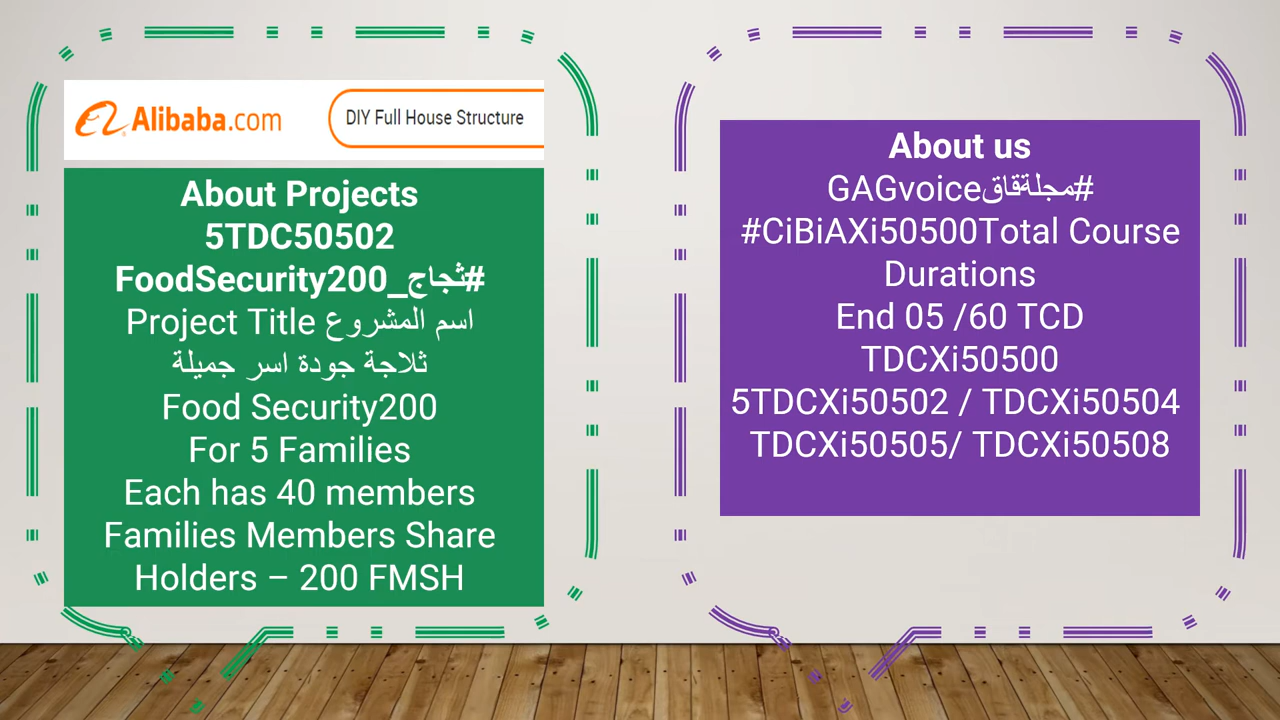 Alibaba.com
DIY Full House Structure
About Projects
5TDC50502
FoodSecurity200_ثجاج#
Project Title اسم المشروع
ثلاجة جودة اسر جميلة
Food Security200
For 5 Families
Each has 40 members
Families Members Share
Holders – 200 FMSH
About us
GAGvoiceمجلةقاق#
#CiBiAXi50500Total Course
Durations
End 05 /60 TCD
TDCXi50500
5TDCXi50502 / TDCXi50504
TDCXi50505/ TDCXi50508